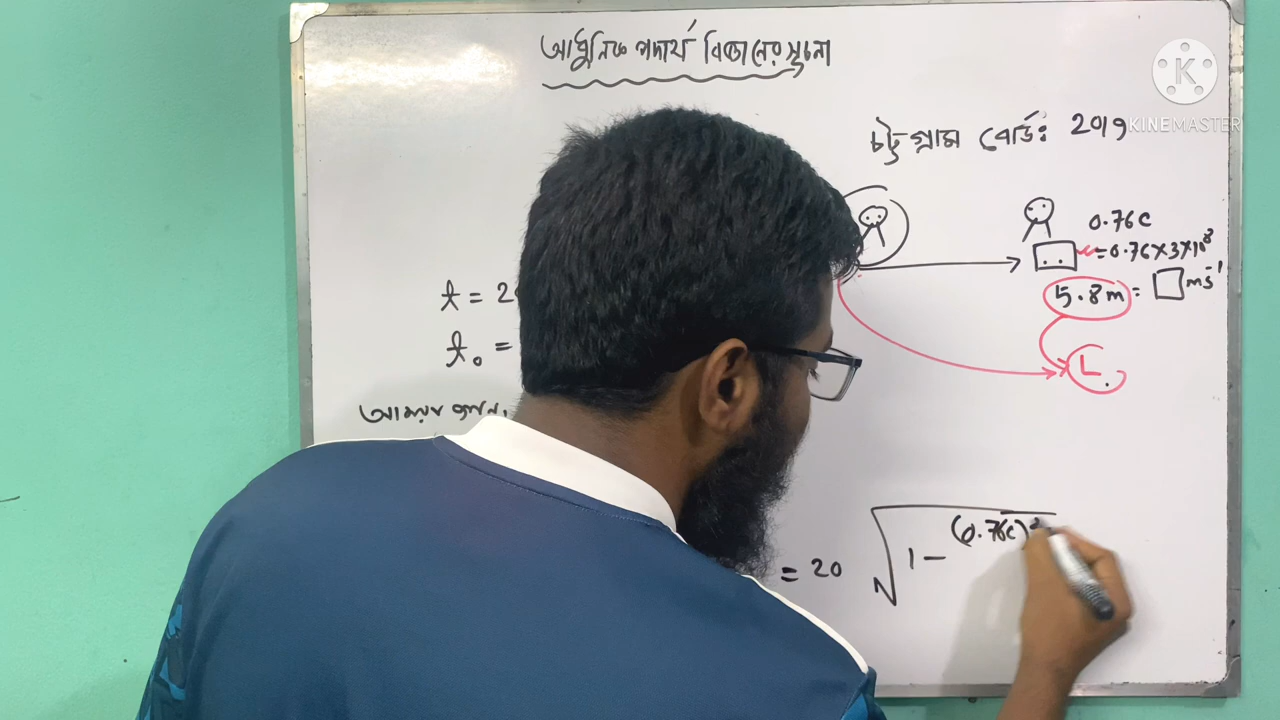 আধুনিক পদার্থ বিজ্ঞানের সূচনা
চট্টগ্রাম বোর্ডঃ 2019
KINEMASTER
0.76c
= 0.76×3×10⁸
5.8m = □ ms⁻¹
L
t = 2
t₀ =
= 20 √1 - (0.76c)²